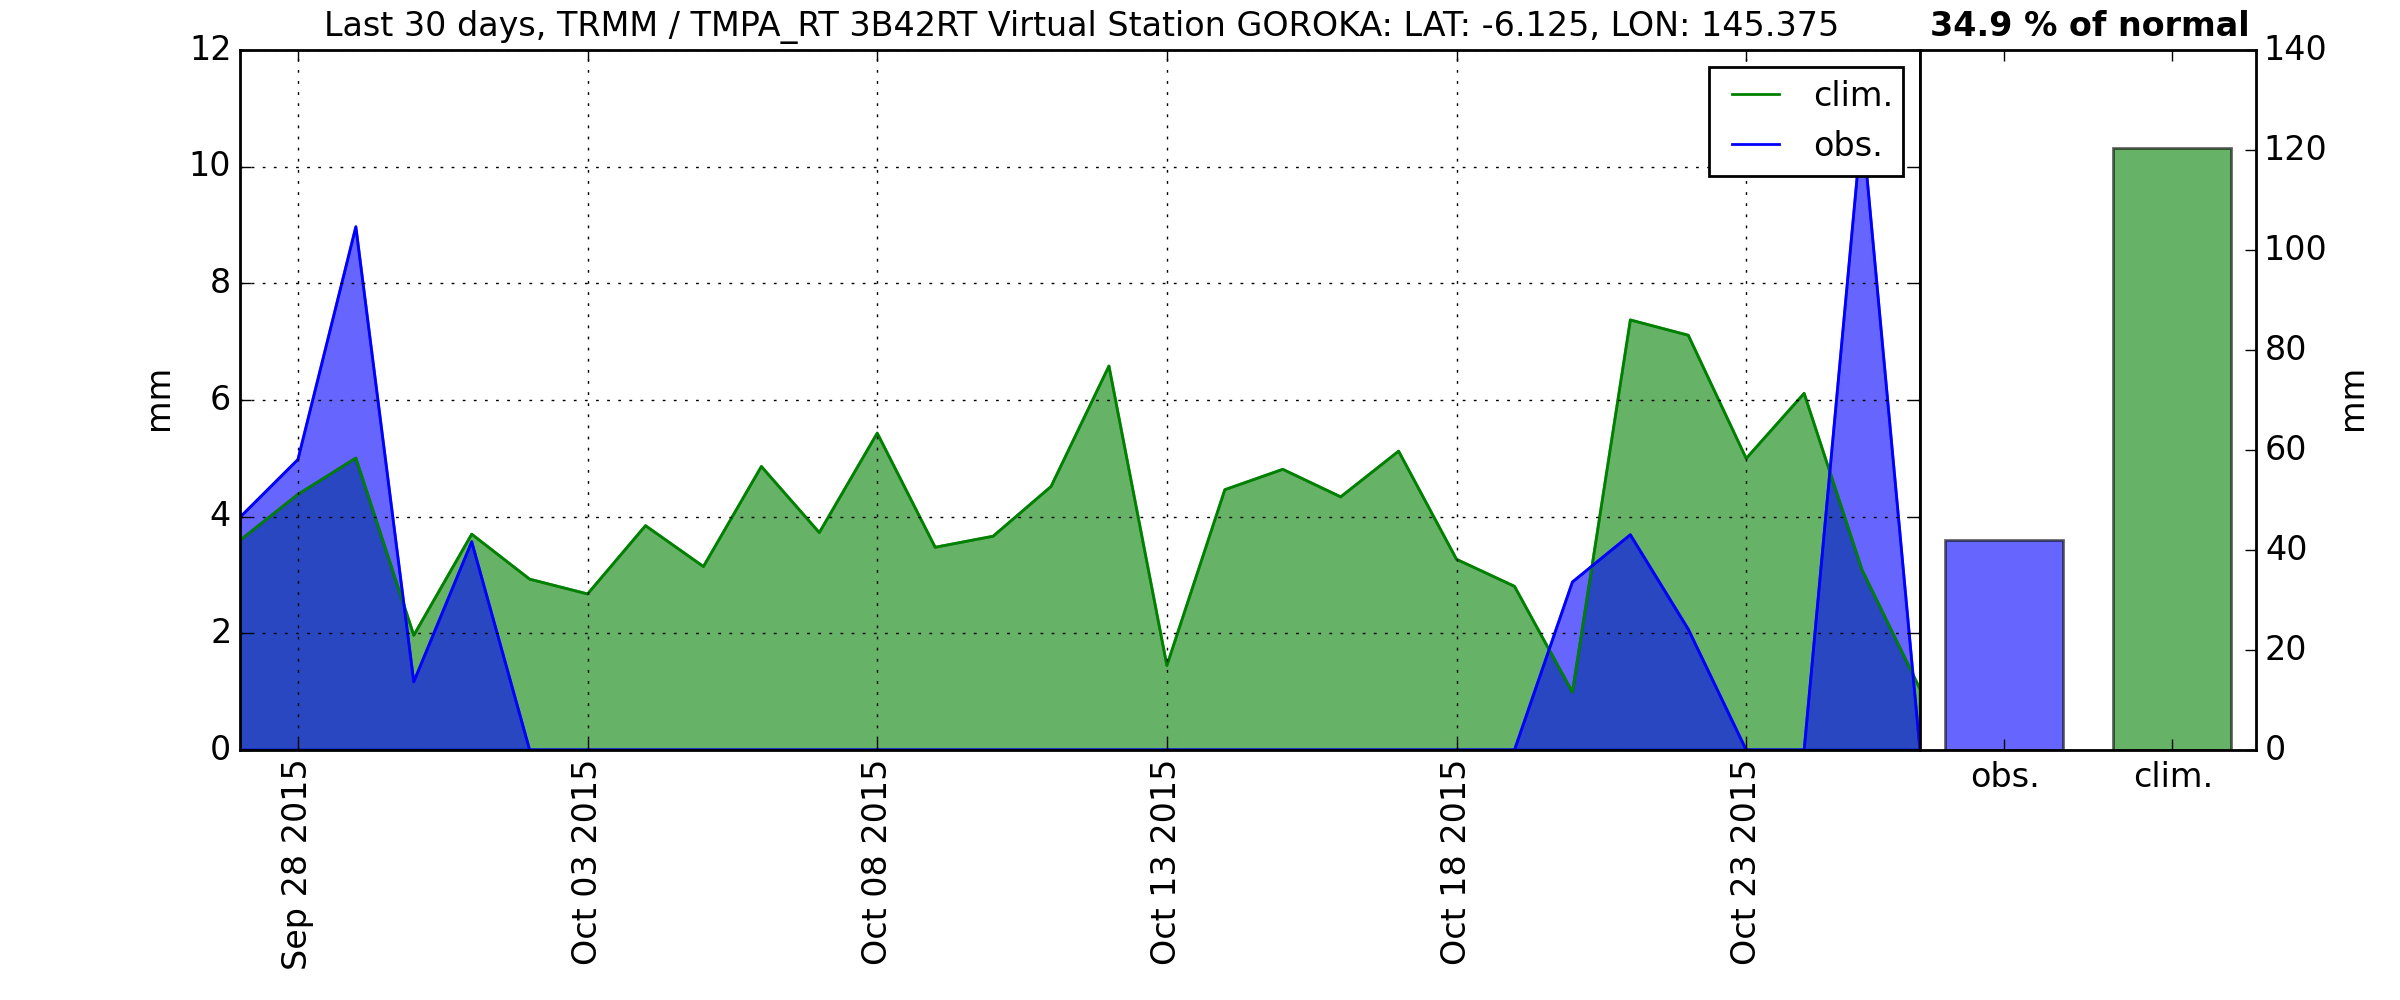 Last 30 days, TRMM / TMPA_RT 3B42RT Virtual Station GOROKA: LAT: -6.125, LON: 145.375
34.9 % of normal
12
10
8
6
4
2
0
mm
clim.
obs.
Sep 28 2015
Oct 03 2015
Oct 08 2015
Oct 13 2015
Oct 18 2015
Oct 23 2015
140
120
100
80
60
40
20
0
mm
obs.
clim.